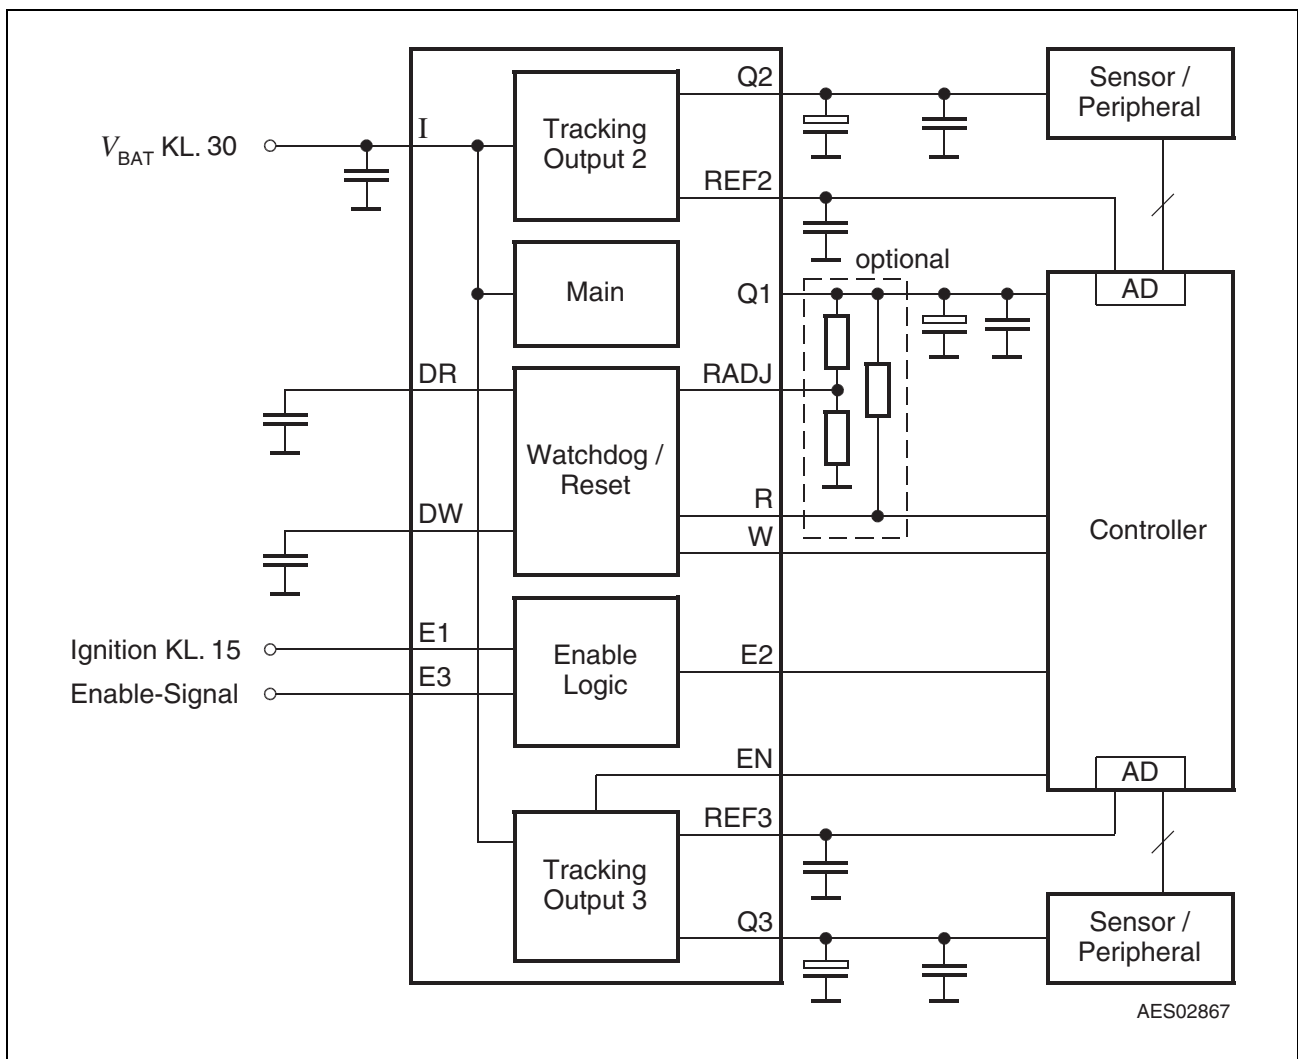 Q2
Sensor /
Peripheral
Tracking
Output 2
I
VBAT KL. 30
REF2
optional
Main
Q1
AD
DR
RADJ
Watchdog /
Reset
R
DW
W
Controller
Ignition KL. 15
E1
Enable
Logic
E2
Enable-Signal
E3
EN
AD
REF3
Tracking
Output 3
Q3
Sensor /
Peripheral
AES02867